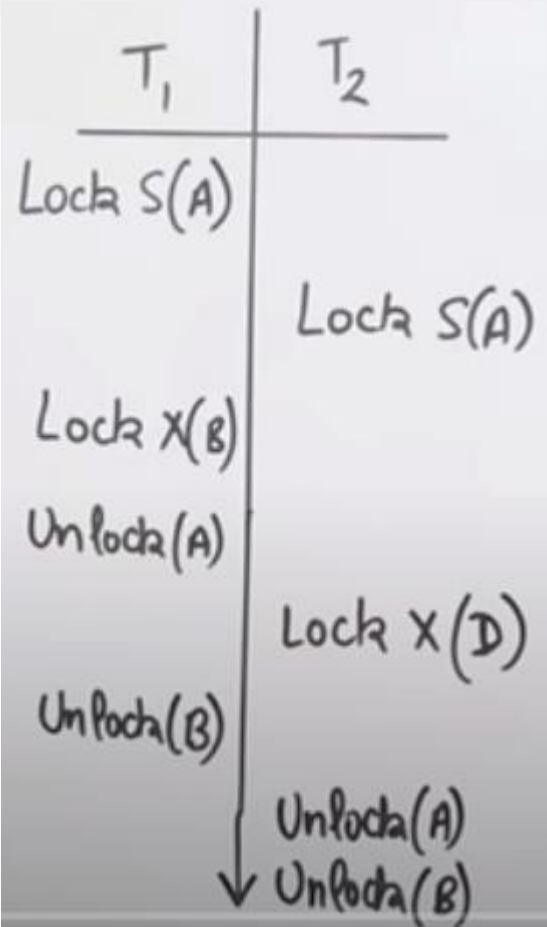 T1 T2
Lock S(A)
Lock S(A)
Lock X(B)
Unlock(A)
Lock X(D)
Unlock(B)
Unlock(A)
Unlock(B)